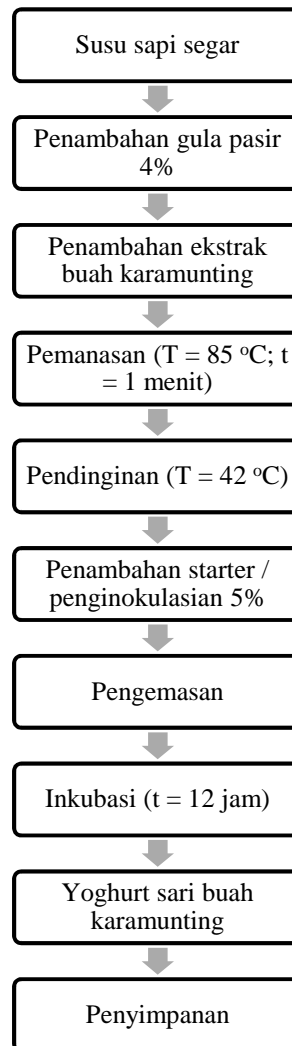 Susu sapi segar
Penambahan gula pasir
4%
Penambahan ekstrak
buah karamunting
Pemanasan (T = 85 ºC; t
= 1 menit)
Pendinginan (T = 42 ºC)
Penambahan starter /
penginokulasian 5%
Pengemasan
Inkubasi (t = 12 jam)
Yoghurt sari buah
karamunting
Penyimpanan